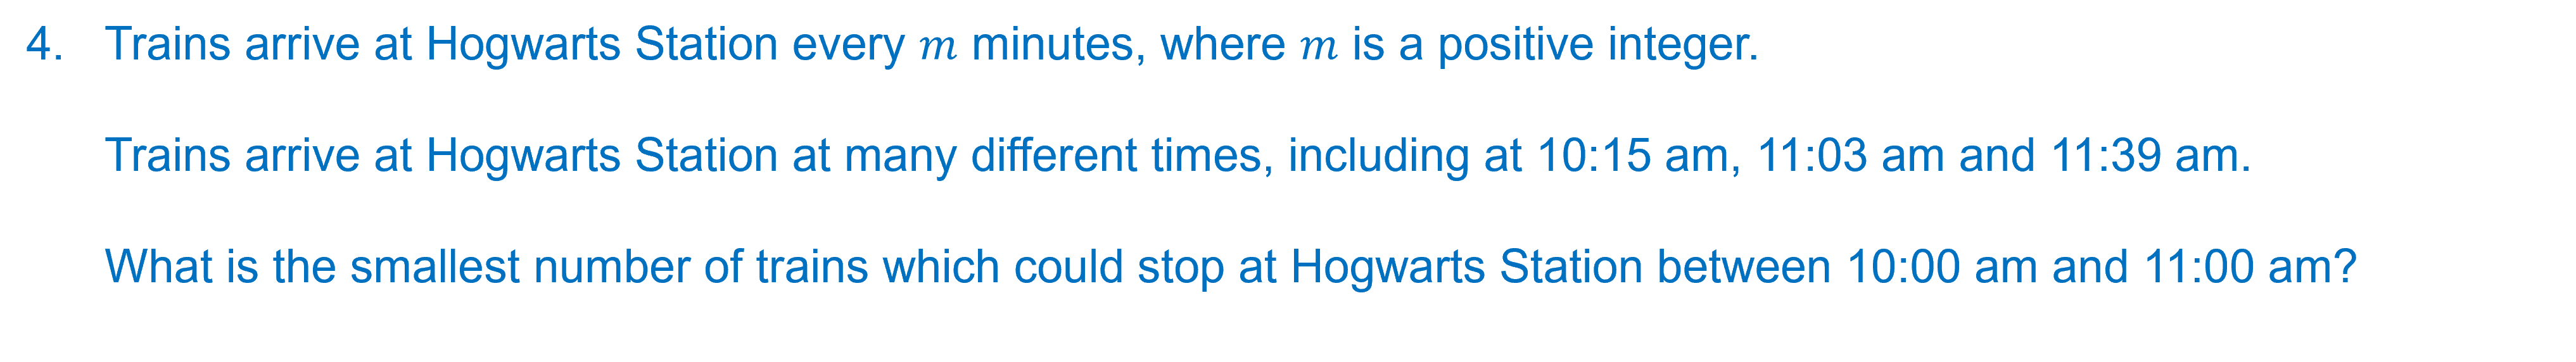 4. Trains arrive at Hogwarts Station every m minutes, where m is a positive integer.
Trains arrive at Hogwarts Station at many different times, including at 10:15 am, 11:03 am and 11:39 am.
What is the smallest number of trains which could stop at Hogwarts Station between 10:00 am and 11:00 am?